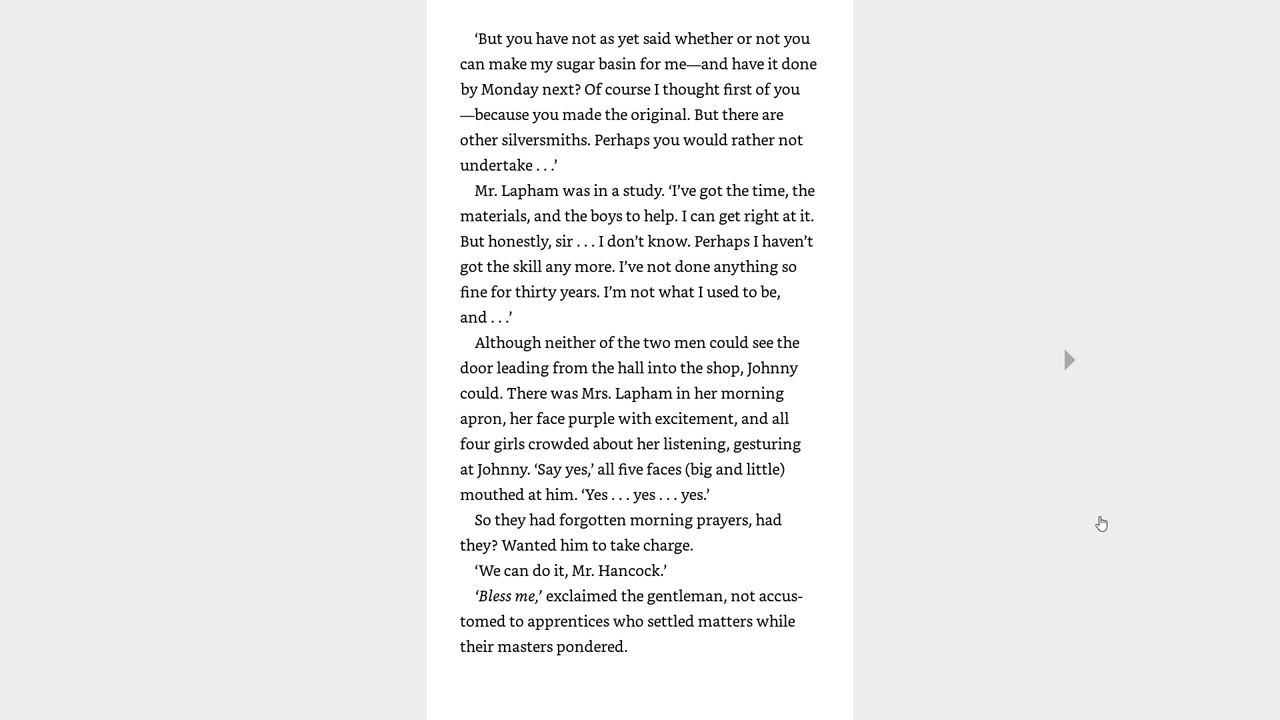 ‘But you have not as yet said whether or not you
can make my sugar basin for me—and have it done
by Monday next? Of course I thought first of you
—because you made the original. But there are
other silversmiths. Perhaps you would rather not
undertake . . .’
Mr. Lapham was in a study. ‘I’ve got the time, the
materials, and the boys to help. I can get right at it.
But honestly, sir . . . I don’t know. Perhaps I haven’t
got the skill any more. I’ve not done anything so
fine for thirty years. I’m not what I used to be,
and . . .’
Although neither of the two men could see the
door leading from the hall into the shop, Johnny
could. There was Mrs. Lapham in her morning
apron, her face purple with excitement, and all
four girls crowded about her listening, gesturing
at Johnny. ‘Say yes,’ all five faces (big and little)
mouthed at him. ‘Yes . . . yes . . . yes.’
So they had forgotten morning prayers, had
they? Wanted him to take charge.
‘We can do it, Mr. Hancock.’
‘Bless me,’ exclaimed the gentleman, not accus-
tomed to apprentices who settled matters while
their masters pondered.